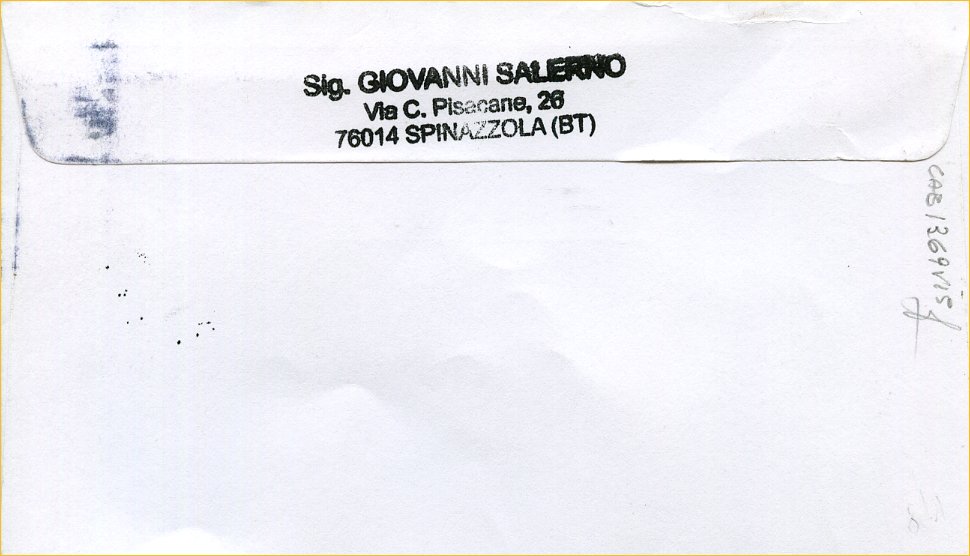 Sig. GIOVANNI SALERNO
Via C. Pisacane, 26
76014 SPINAZZOLA (BT)